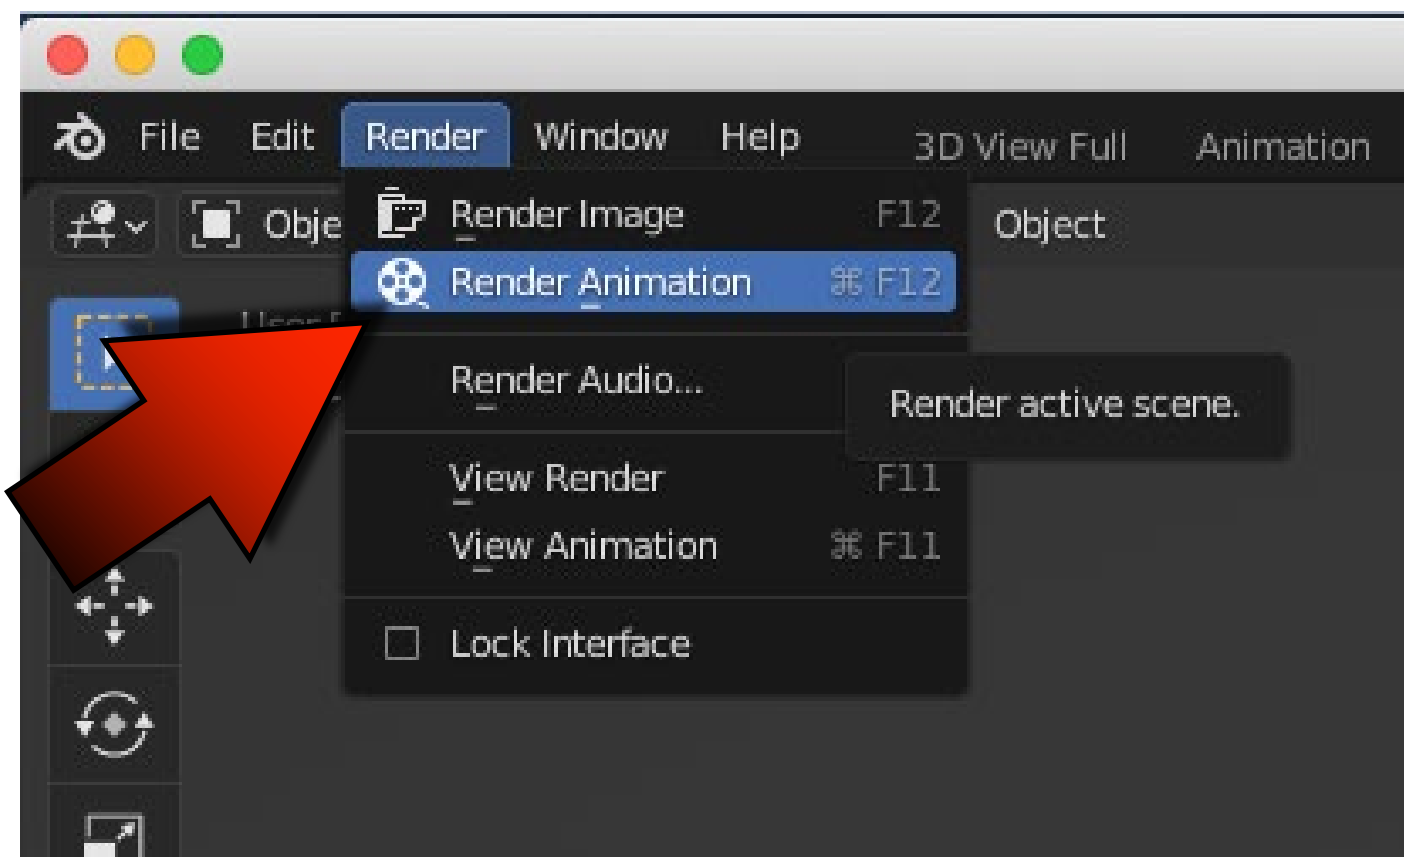 File Edit Render Window Help 3D View Full Animation
Obje Render Image F12 Object
Render Animation ⌘ F12
User
Render Audio...
Render active scene.
View Render F11
View Animation ⌘ F11
Lock Interface